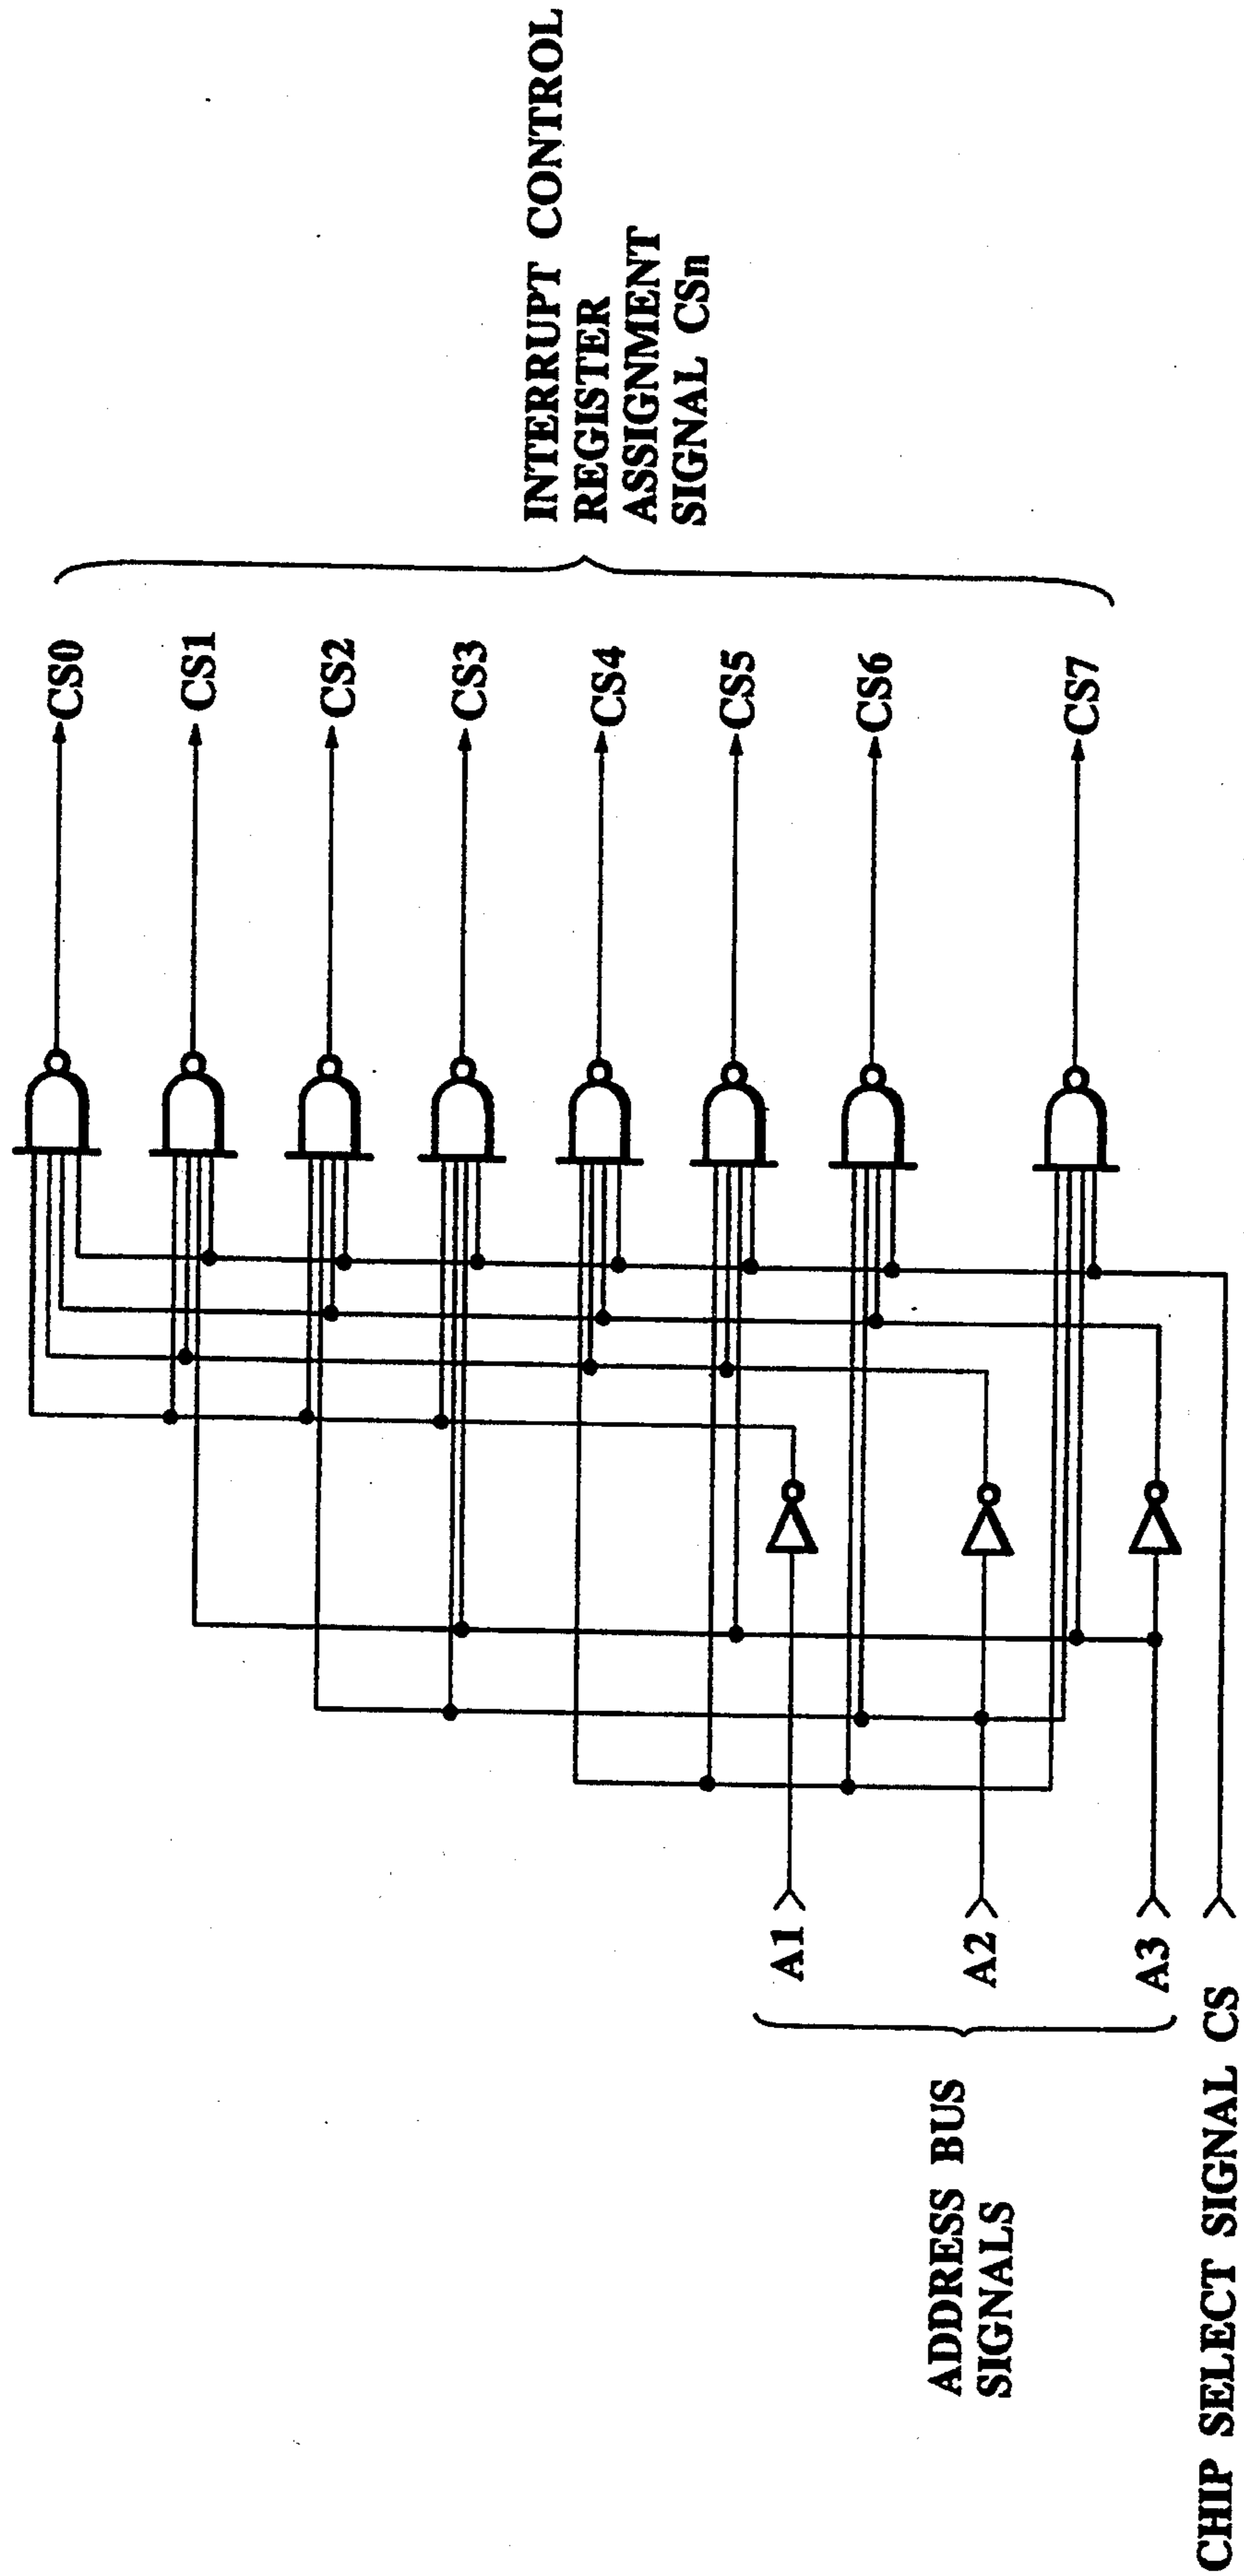 CS0
CS1
CS2
CS3
CS4
CS5
CS6
CS7
INTERRUPT CONTROL
REGISTER
ASSIGNMENT
SIGNAL CSn
A1
A2
A3
ADDRESS BUS
SIGNALS
CHIP SELECT SIGNAL CS